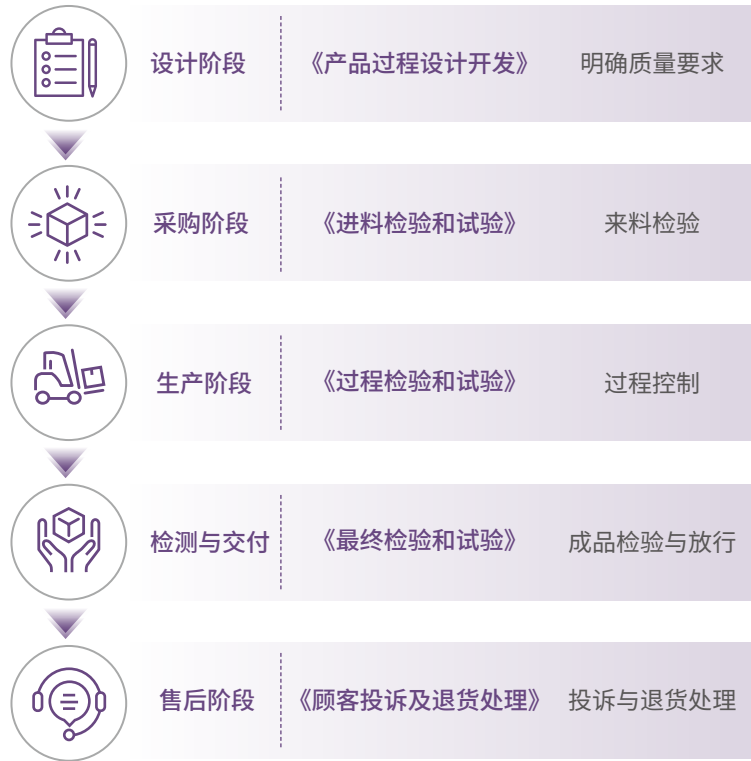 设计阶段 《产品过程设计开发》 明确质量要求
采购阶段 《进料检验和试验》 来料检验
生产阶段 《过程检验和试验》 过程控制
检测与交付 《最终检验和试验》 成品检验与放行
售后阶段 《顾客投诉及退货处理》 投诉与退货处理